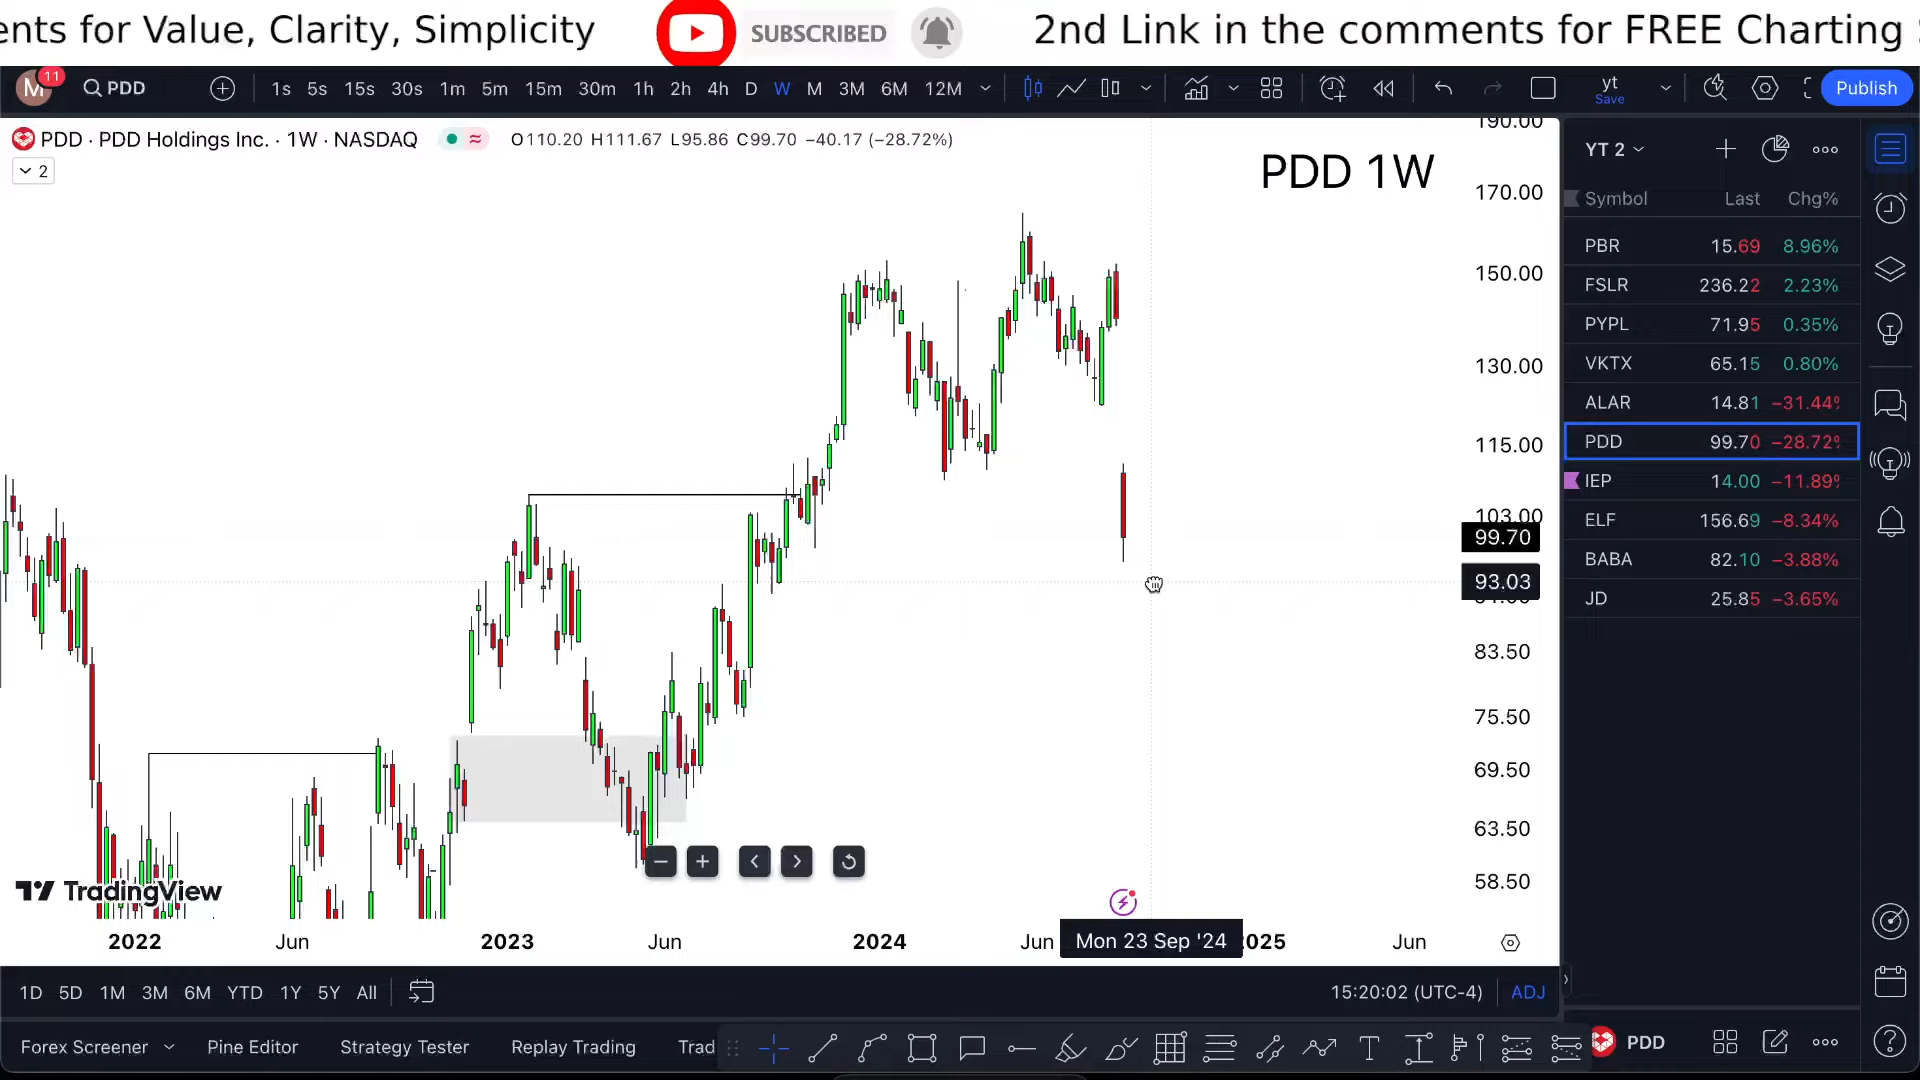 ents for Value, Clarity, Simplicity
SUBSCRIBED
2nd Link in the comments for FREE Charting
M 11 PDD 1s 5s 15s 30s 1m 5m 15m 30m 1h 2h 4h D W M 3M 6M 12M yt Save Publish
PDD · PDD Holdings Inc. · 1W · NASDAQ O110.20 H111.67 L95.86 C99.70 −40.17 (−28.72%)
2
PDD 1W
190.00
170.00
150.00
130.00
115.00
103.00
99.70
93.03
83.50
75.50
69.50
63.50
58.50
TradingView
2022 Jun 2023 Jun 2024 Jun Mon 23 Sep '24 2025 Jun
1D 5D 1M 3M 6M YTD 1Y 5Y All 15:20:02 (UTC-4) ADJ
Forex Screener Pine Editor Strategy Tester Replay Trading Trad
YT 2
Symbol Last Chg%
PBR 15.69 8.96%
FSLR 236.22 2.23%
PYPL 71.95 0.35%
VKTX 65.15 0.80%
ALAR 14.81 −31.44%
PDD 99.70 −28.72%
IEP 14.00 −11.89%
ELF 156.69 −8.34%
BABA 82.10 −3.88%
JD 25.85 −3.65%
PDD